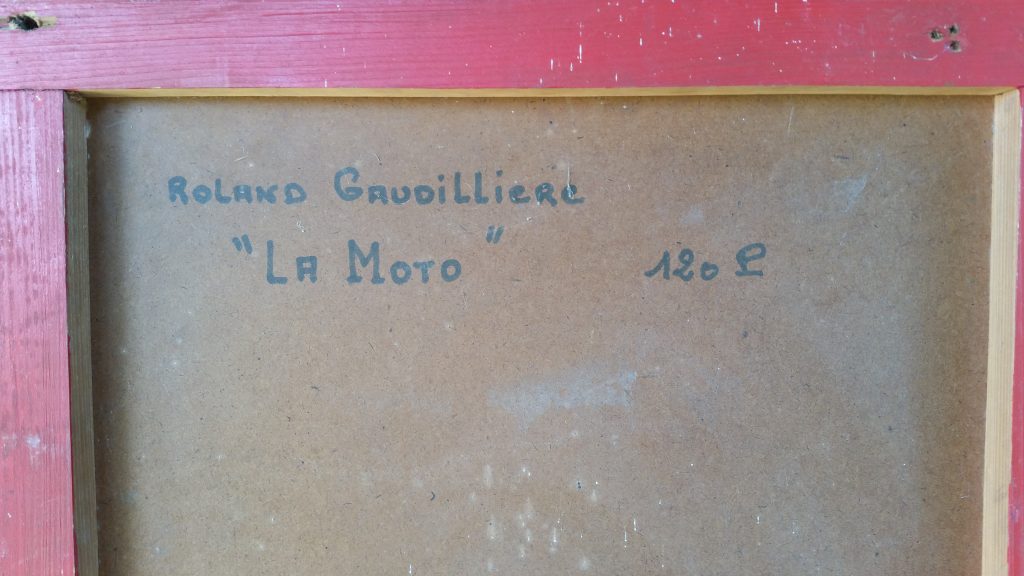 Roland Gaudilliere
"La Moto" 120 £